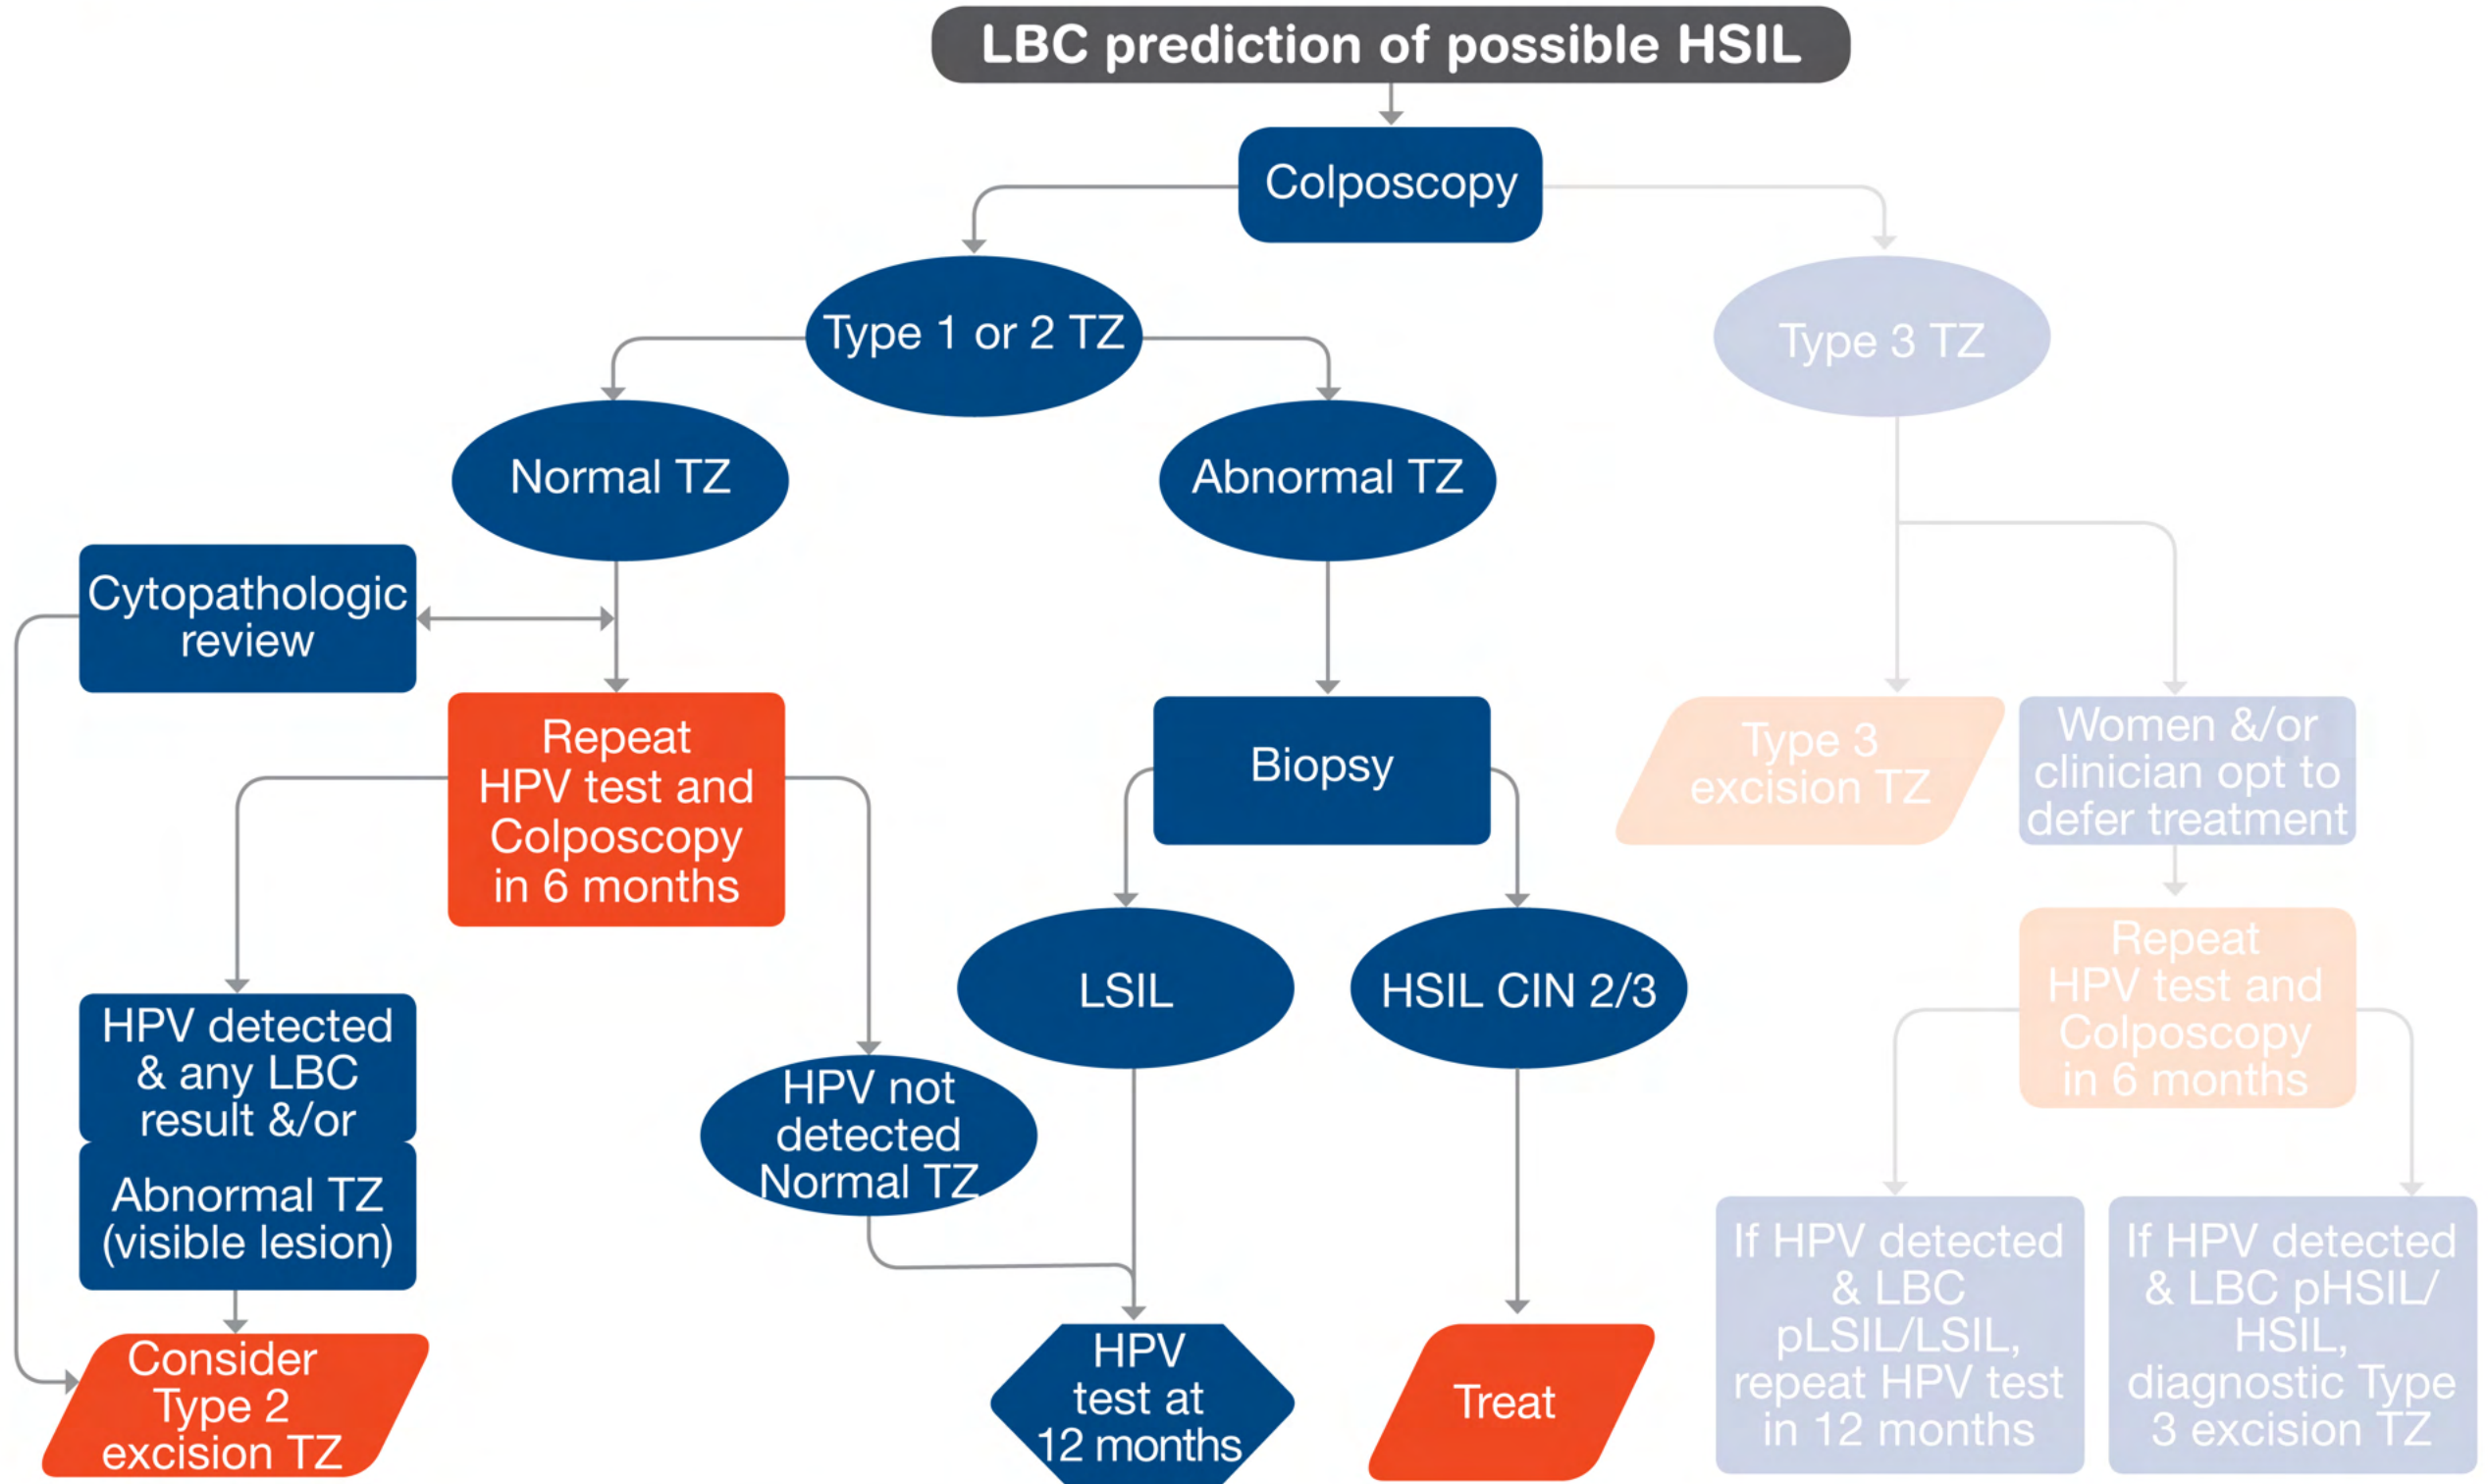 LBC prediction of possible HSIL
Colposcopy
Type 1 or 2 TZ
Type 3 TZ
Normal TZ
Abnormal TZ
Cytopathologic
review
Repeat
HPV test and
Colposcopy
in 6 months
Biopsy
Type 3
excision TZ
Women &/or
clinician opt to
defer treatment
HPV detected
& any LBC
result &/or
Abnormal TZ
(visible lesion)
HPV not
detected
Normal TZ
LSIL
HSIL CIN 2/3
Repeat
HPV test and
Colposcopy
in 6 months
Consider
Type 2
excision TZ
HPV
test at
12 months
Treat
If HPV detected
& LBC
pLSIL/LSIL,
repeat HPV test
in 12 months
If HPV detected
& LBC pHSIL/
HSIL,
diagnostic Type
3 excision TZ